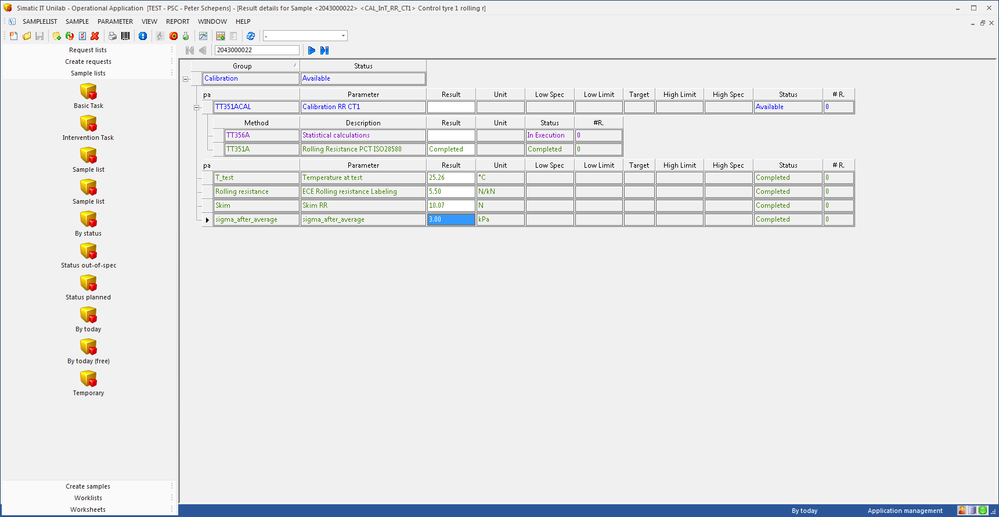 Simatic IT Unilab - Operational Application [TEST - PSC - Peter Schepens] - [Result details for Sample <2043000022> <CAL_InT_RR_CT1> Control tyre 1 rolling r]
SAMPLELIST SAMPLE PARAMETER VIEW REPORT WINDOW HELP
-
Request lists
Create requests
Sample lists
Basic Task
Intervention Task
Sample list
Sample list
By status
Status out-of-spec
Status planned
By today
By today (free)
Temporary
Create samples
Worklists
Worksheets
2043000022
Group Status
Calibration Available
pa Parameter Result Unit Low Spec Low Limit Target High Limit High Spec Status # R.
TT351ACAL Calibration RR CT1 Available 0
Method Description Result Unit Status #R.
TT356A Statistical calculations In Execution 0
TT351A Rolling Resistance PCT ISO28580 Completed Completed 0
pa Parameter Result Unit Low Spec Low Limit Target High Limit High Spec Status # R.
T_test Temperature at test 25.26 °C Completed 0
Rolling resistance ECE Rolling resistance Labeling 5.50 N/kN Completed 0
Skim Skim RR 10.07 N Completed 0
sigma_after_average sigma_after_average 3.00 kPa Completed 0
By today Application management